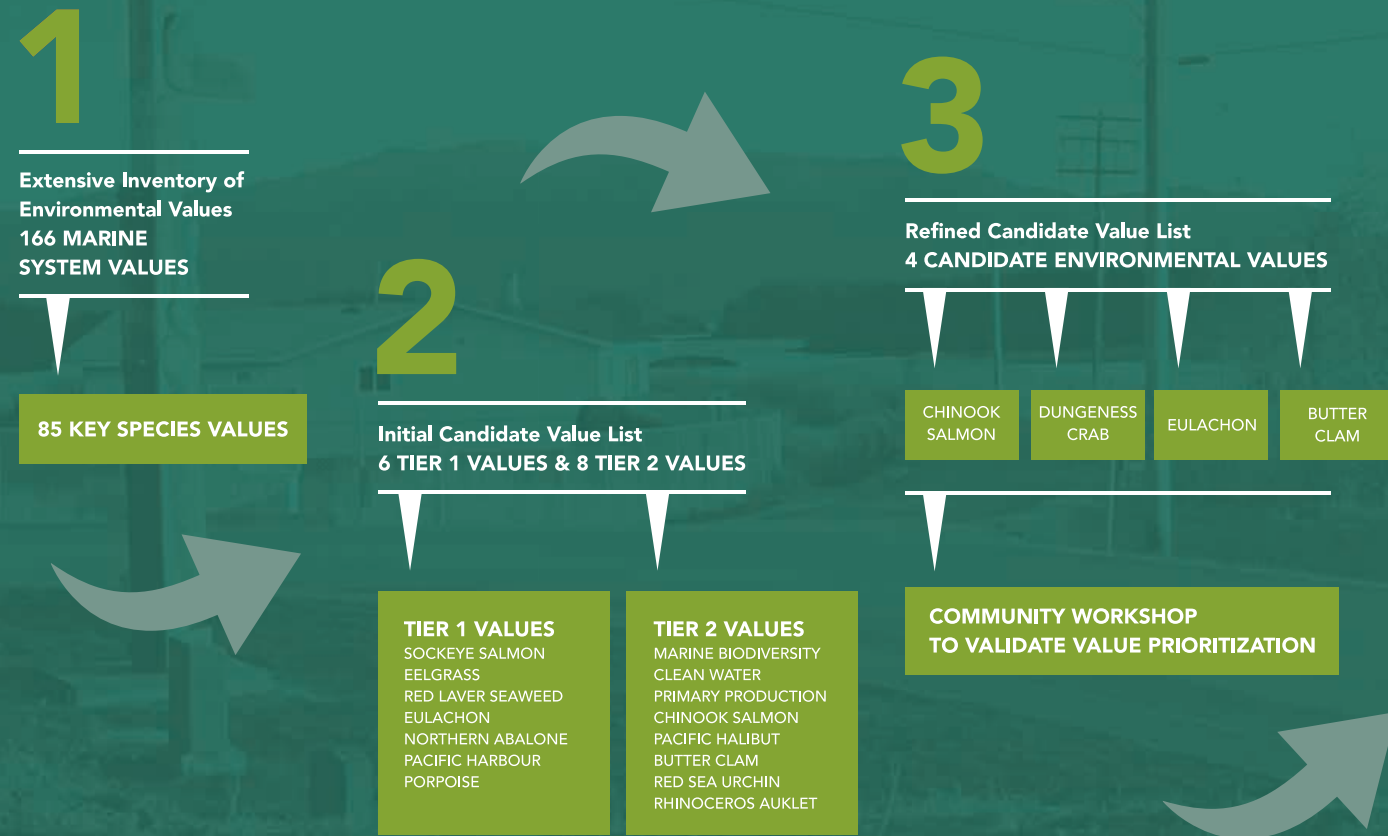 1
Extensive Inventory of
Environmental Values
166 MARINE
SYSTEM VALUES
85 KEY SPECIES VALUES
2
Initial Candidate Value List
6 TIER 1 VALUES & 8 TIER 2 VALUES
TIER 1 VALUES
SOCKEYE SALMON
EELGRASS
RED LAVER SEAWEED
EULACHON
NORTHERN ABALONE
PACIFIC HARBOUR
PORPOISE
TIER 2 VALUES
MARINE BIODIVERSITY
CLEAN WATER
PRIMARY PRODUCTION
CHINOOK SALMON
PACIFIC HALIBUT
BUTTER CLAM
RED SEA URCHIN
RHINOCEROS AUKLET
3
Refined Candidate Value List
4 CANDIDATE ENVIRONMENTAL VALUES
CHINOOK
SALMON
DUNGENESS
CRAB
EULACHON
BUTTER
CLAM
COMMUNITY WORKSHOP
TO VALIDATE VALUE PRIORITIZATION